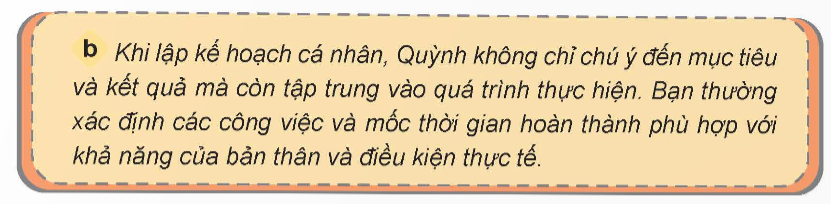 b Khi lập kế hoạch cá nhân, Quỳnh không chỉ chú ý đến mục tiêu
và kết quả mà còn tập trung vào quá trình thực hiện. Bạn thường
xác định các công việc và mốc thời gian hoàn thành phù hợp với
khả năng của bản thân và điều kiện thực tế.